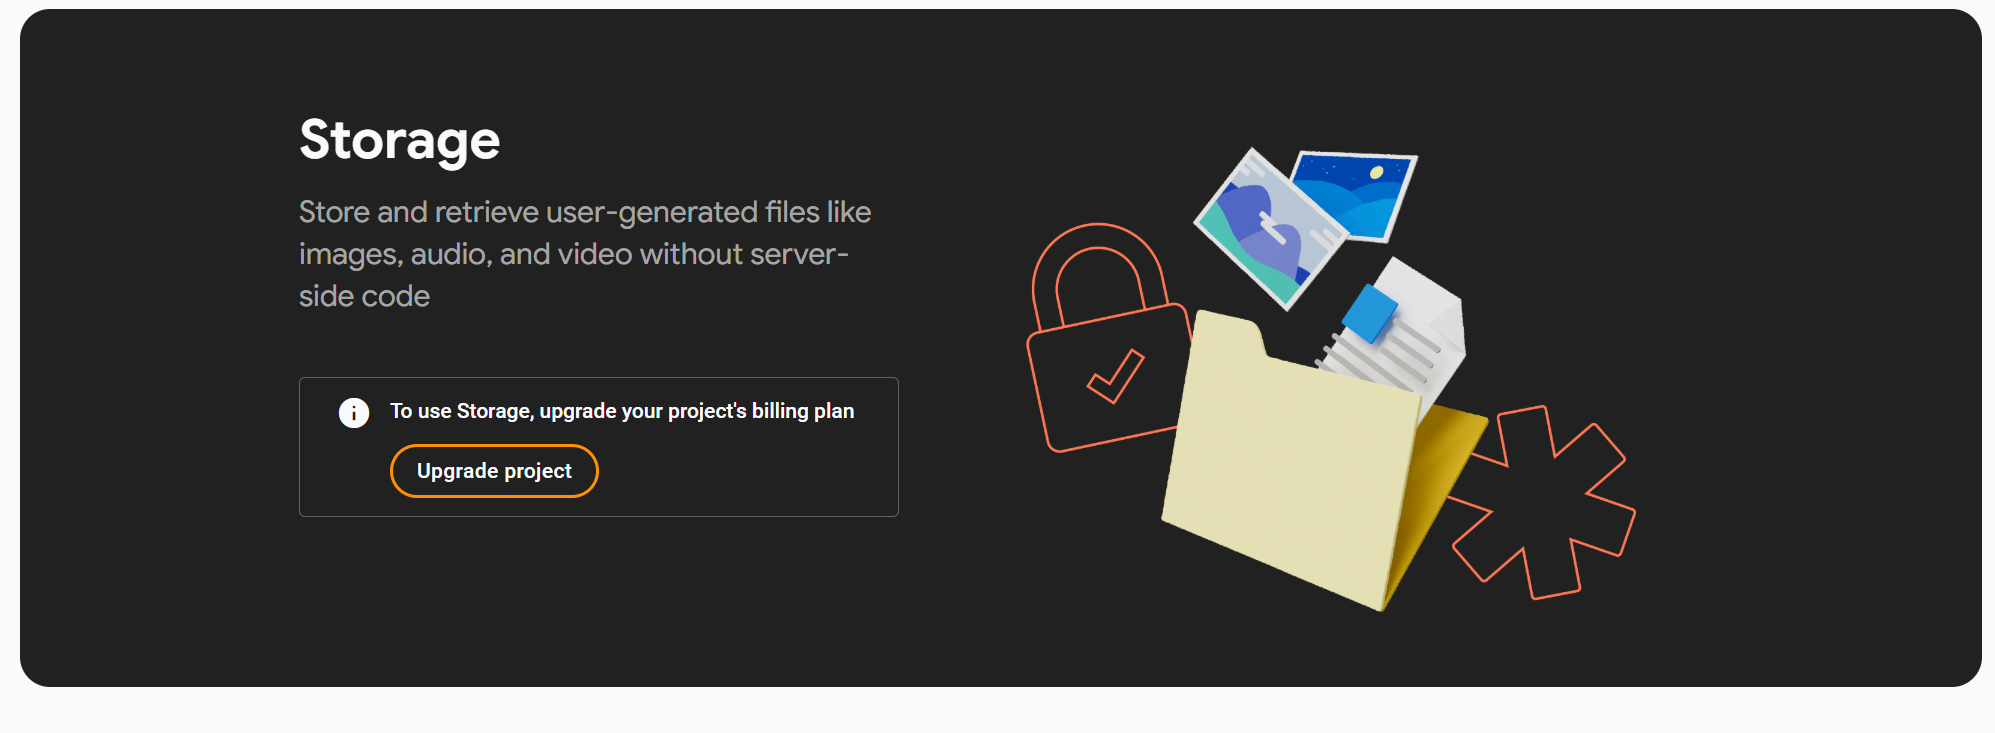 Storage
Store and retrieve user-generated files like
images, audio, and video without server-
side code
To use Storage, upgrade your project's billing plan
Upgrade project